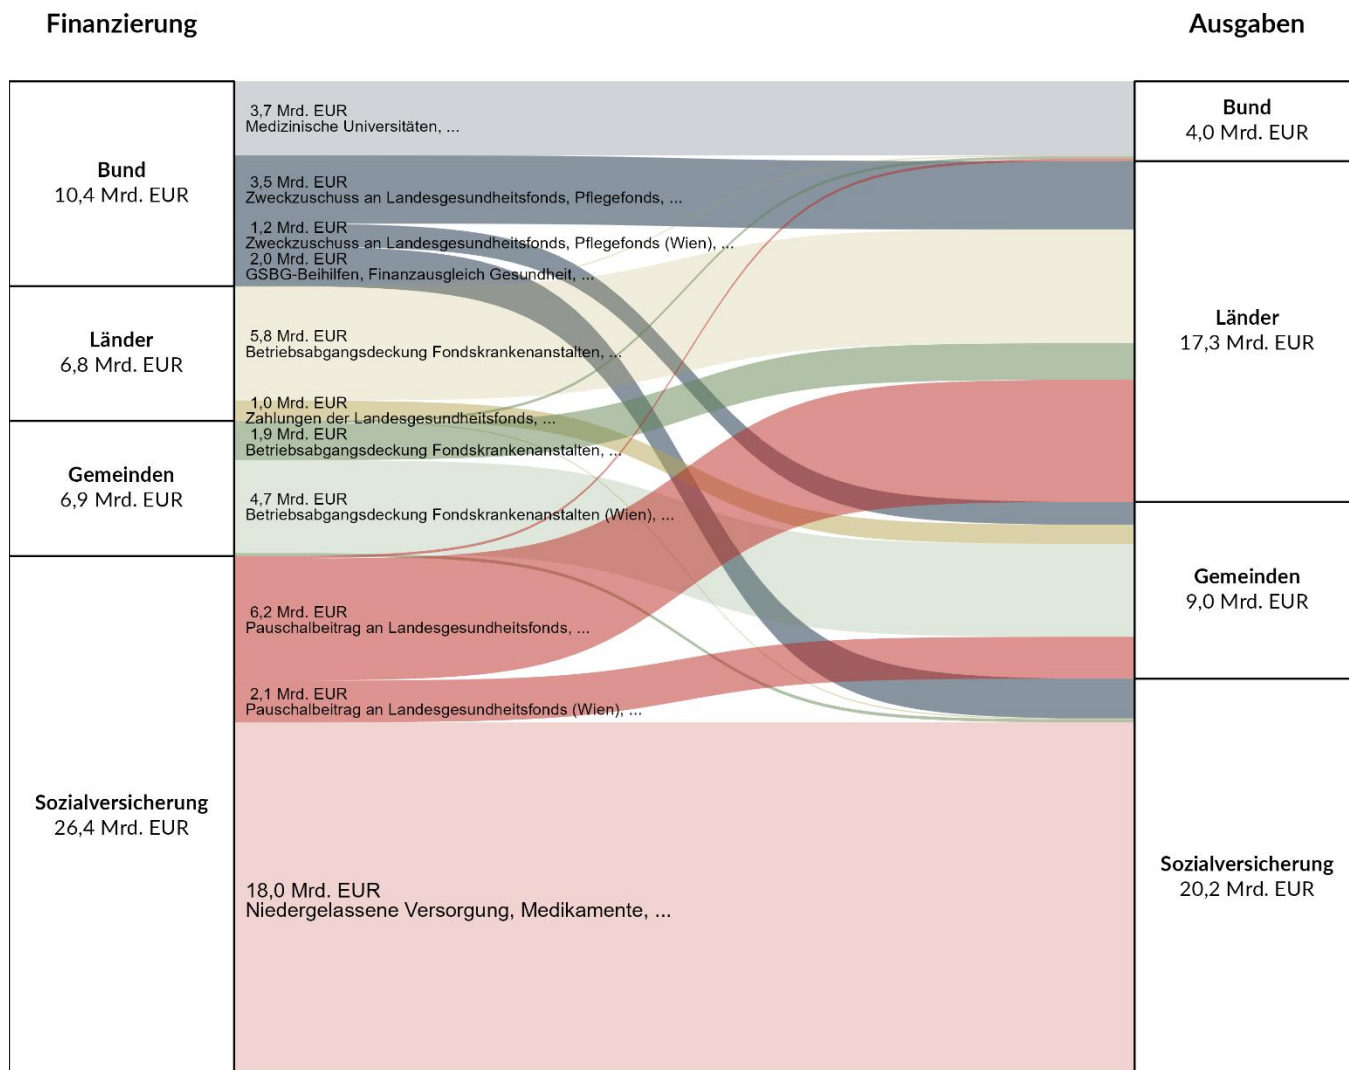 Finanzierung
Ausgaben
Bund
10,4 Mrd. EUR
Länder
6,8 Mrd. EUR
Gemeinden
6,9 Mrd. EUR
Sozialversicherung
26,4 Mrd. EUR
3,7 Mrd. EUR
Medizinische Universitäten, ...
3,5 Mrd. EUR
Zweckzuschuss an Landesgesundheitsfonds, Pflegefonds, ...
1,2 Mrd. EUR
Zweckzuschuss an Landesgesundheitsfonds, Pflegefonds (Wien), ...
2,0 Mrd. EUR
GSBG-Beihilfen, Finanzausgleich Gesundheit, ...
5,8 Mrd. EUR
Betriebsabgangsdeckung Fondskrankenanstalten, ...
1,0 Mrd. EUR
Zahlungen der Landesgesundheitsfonds, ...
1,9 Mrd. EUR
Betriebsabgangsdeckung Fondskrankenanstalten, ...
4,7 Mrd. EUR
Betriebsabgangsdeckung Fondskrankenanstalten (Wien), ...
6,2 Mrd. EUR
Pauschalbeitrag an Landesgesundheitsfonds, ...
2,1 Mrd. EUR
Pauschalbeitrag an Landesgesundheitsfonds (Wien), ...
18,0 Mrd. EUR
Niedergelassene Versorgung, Medikamente, ...
Bund
4,0 Mrd. EUR
Länder
17,3 Mrd. EUR
Gemeinden
9,0 Mrd. EUR
Sozialversicherung
20,2 Mrd. EUR